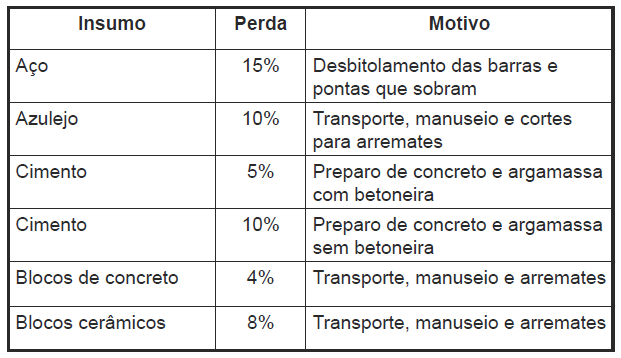 Insumo Perda Motivo
Aço 15% Desbitolamento das barras e
pontas que sobram
Azulejo 10% Transporte, manuseio e cortes
para arremates
Cimento 5% Preparo de concreto e argamassa
com betoneira
Cimento 10% Preparo de concreto e argamassa
sem betoneira
Blocos de concreto 4% Transporte, manuseio e arremates
Blocos cerâmicos 8% Transporte, manuseio e arremates